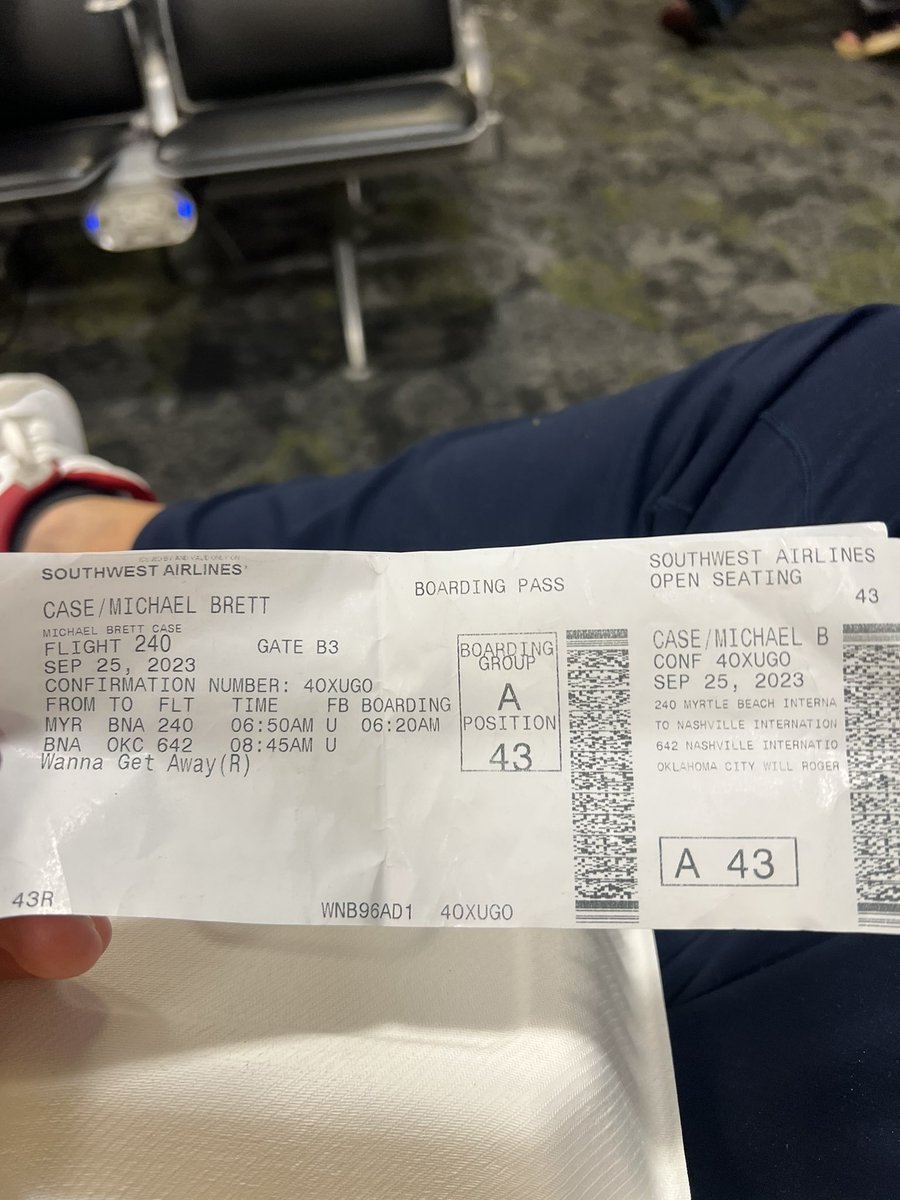 SOUTHWEST AIRLINES
CASE/MICHAEL BRETT
MICHAEL BRETT CASE
FLIGHT 240 GATE B3
SEP 25, 2023
CONFIRMATION NUMBER: 4OXUGO
FROM TO FLT TIME FB BOARDING
MYR BNA 240 06:50AM U 06:20AM
BNA OKC 642 08:45AM U
Wanna Get Away(R)
43R
WNB96AD1 4OXUGO
BOARDING PASS
BOARDING
GROUP
A
POSITION
43
SOUTHWEST AIRLINES
OPEN SEATING
43
CASE/MICHAEL B
CONF 4OXUGO
SEP 25, 2023
240 MYRTLE BEACH INTERNA
TO NASHVILLE INTERNATION
642 NASHVILLE INTERNATIO
OKLAHOMA CITY WILL ROGER
A 43